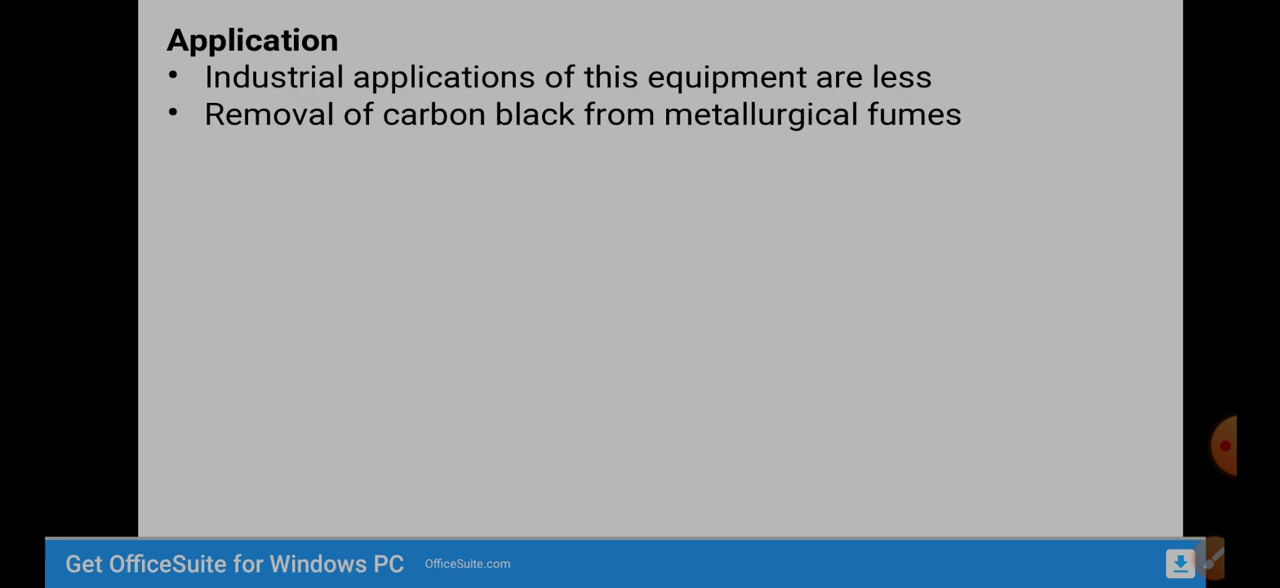 Application
• Industrial applications of this equipment are less
• Removal of carbon black from metallurgical fumes
Get OfficeSuite for Windows PC OfficeSuite.com